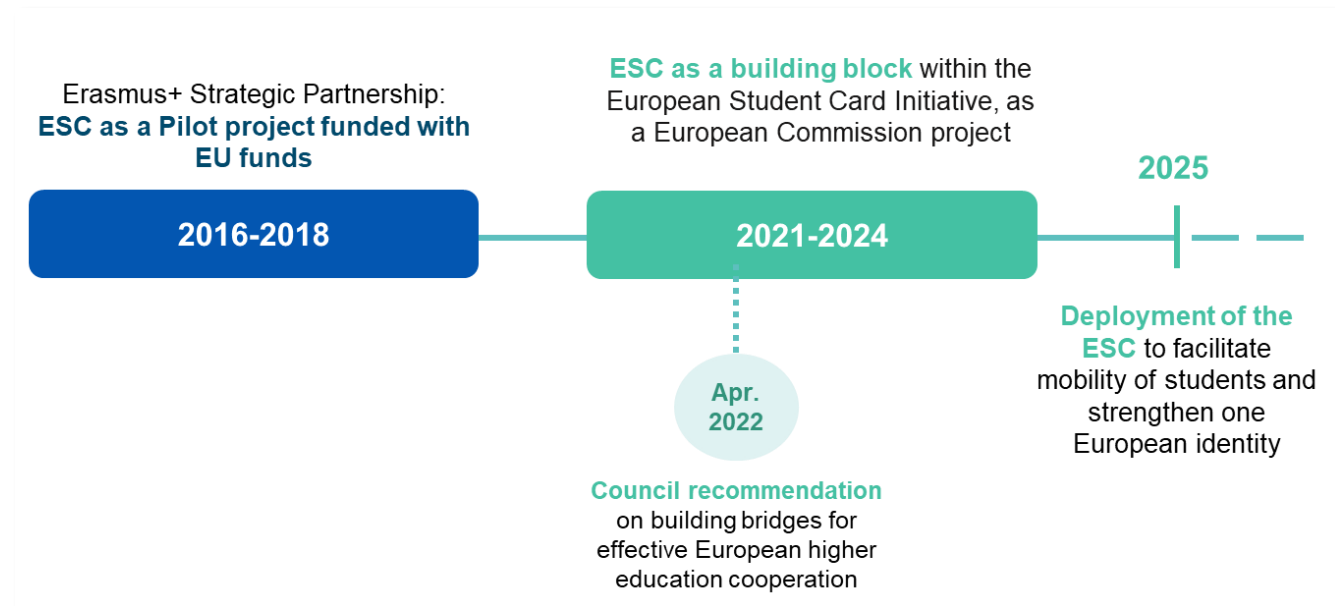 Erasmus+ Strategic Partnership:
ESC as a Pilot project funded with
EU funds
2016-2018
ESC as a building block within the
European Student Card Initiative, as
a European Commission project
2021-2024
Apr.
2022
Council recommendation
on building bridges for
effective European higher
education cooperation
2025
Deployment of the
ESC to facilitate
mobility of students and
strengthen one
European identity